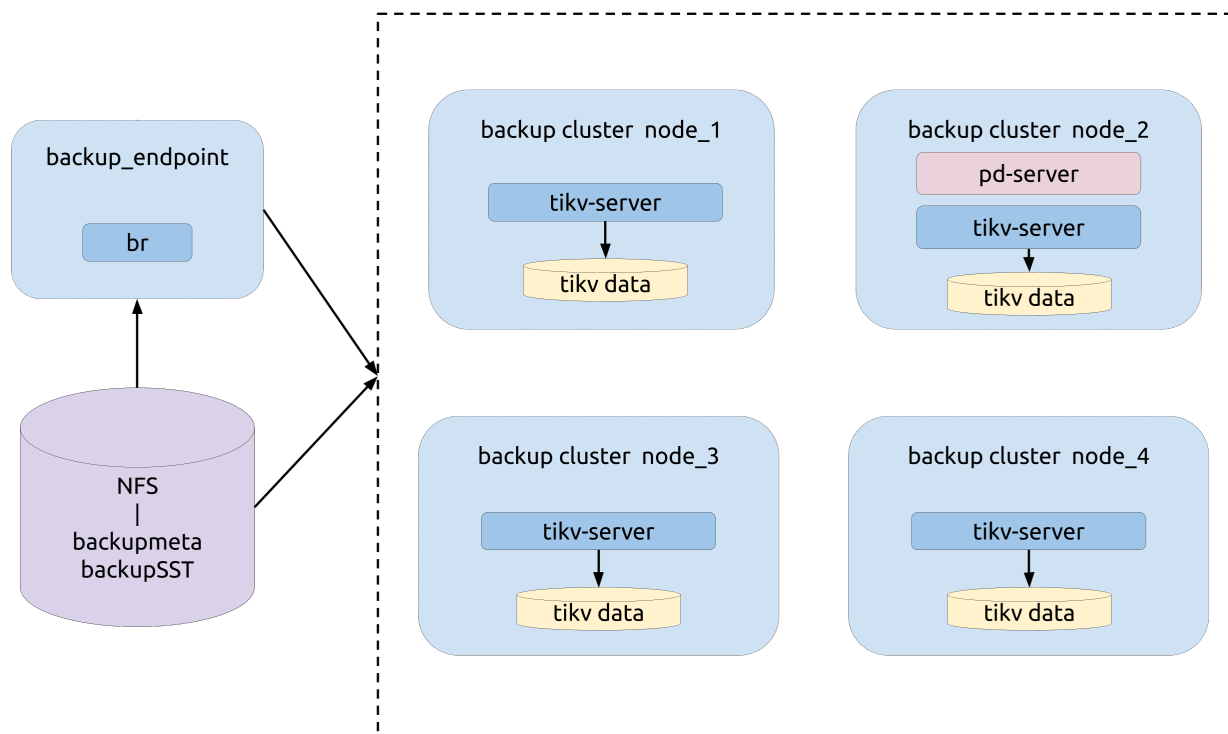 backup_endpoint
br
NFS
|
backupmeta
backupSST
backup cluster node_1
tikv-server
tikv data
backup cluster node_2
pd-server
tikv-server
tikv data
backup cluster node_3
tikv-server
tikv data
backup cluster node_4
tikv-server
tikv data